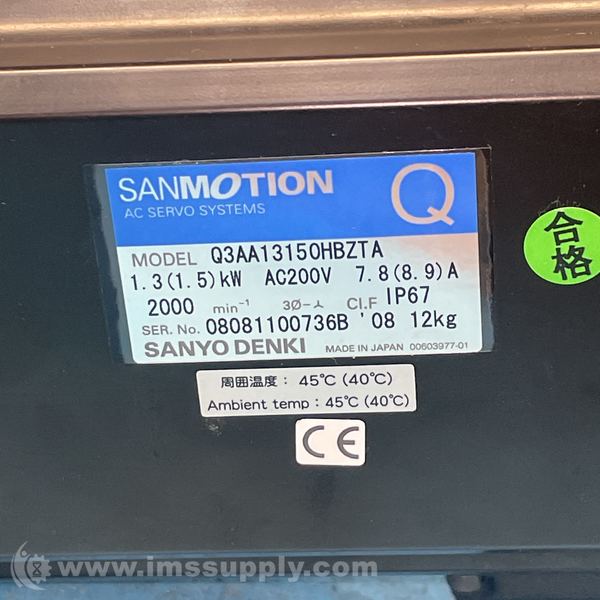 SANMOTION
AC SERVO SYSTEMS
Q
MODEL Q3AA13150HBZTA
1.3(1.5)kW AC200V 7.8(8.9)A
2000 min⁻¹ 3Ø-⅄ CI.F IP67
SER. No. 08081100736B '08 12kg
SANYO DENKI MADE IN JAPAN 00603977-01
合格
周囲温度: 45℃ (40℃)
Ambient temp: 45℃ (40℃)
CE
www.imssupply.com